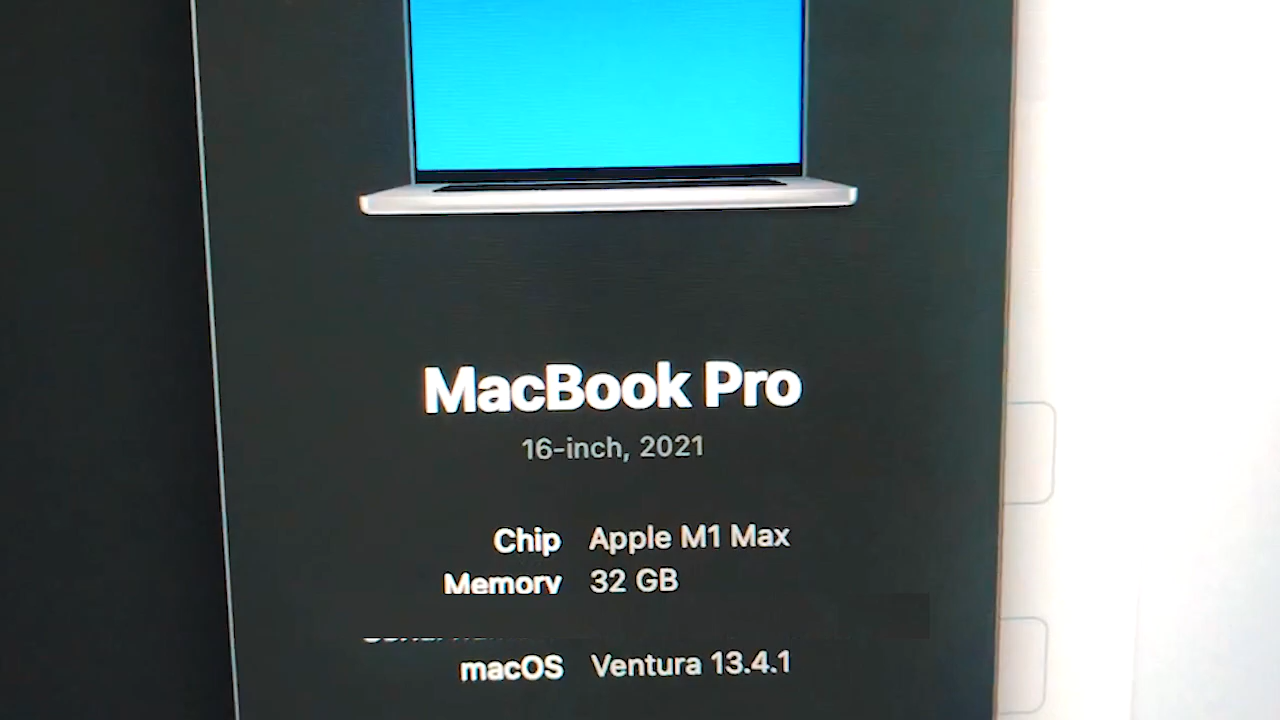 MacBook Pro
16-inch, 2021
Chip Apple M1 Max
Memory 32 GB
macOS Ventura 13.4.1